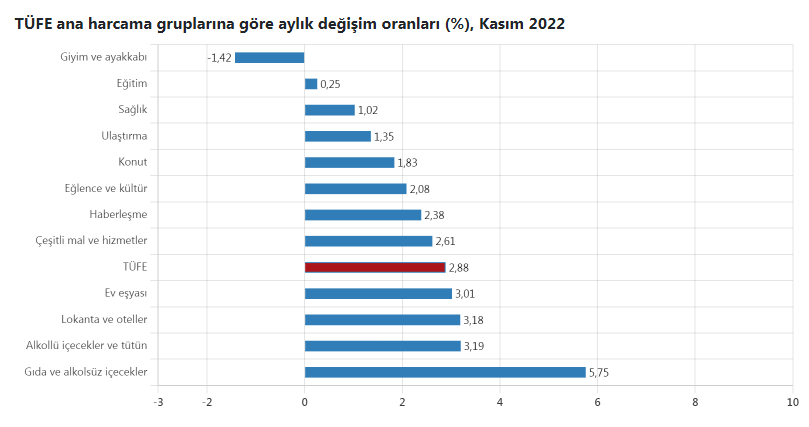 TÜFE ana harcama gruplarına göre aylık değişim oranları (%), Kasım 2022
Giyim ve ayakkabı -1,42
Eğitim 0,25
Sağlık 1,02
Ulaştırma 1,35
Konut 1,83
Eğlence ve kültür 2,08
Haberleşme 2,38
Çeşitli mal ve hizmetler 2,61
TÜFE 2,88
Ev eşyası 3,01
Lokanta ve oteller 3,18
Alkollü içecekler ve tütün 3,19
Gıda ve alkolsüz içecekler 5,75
-3 -2 0 2 4 6 8 10